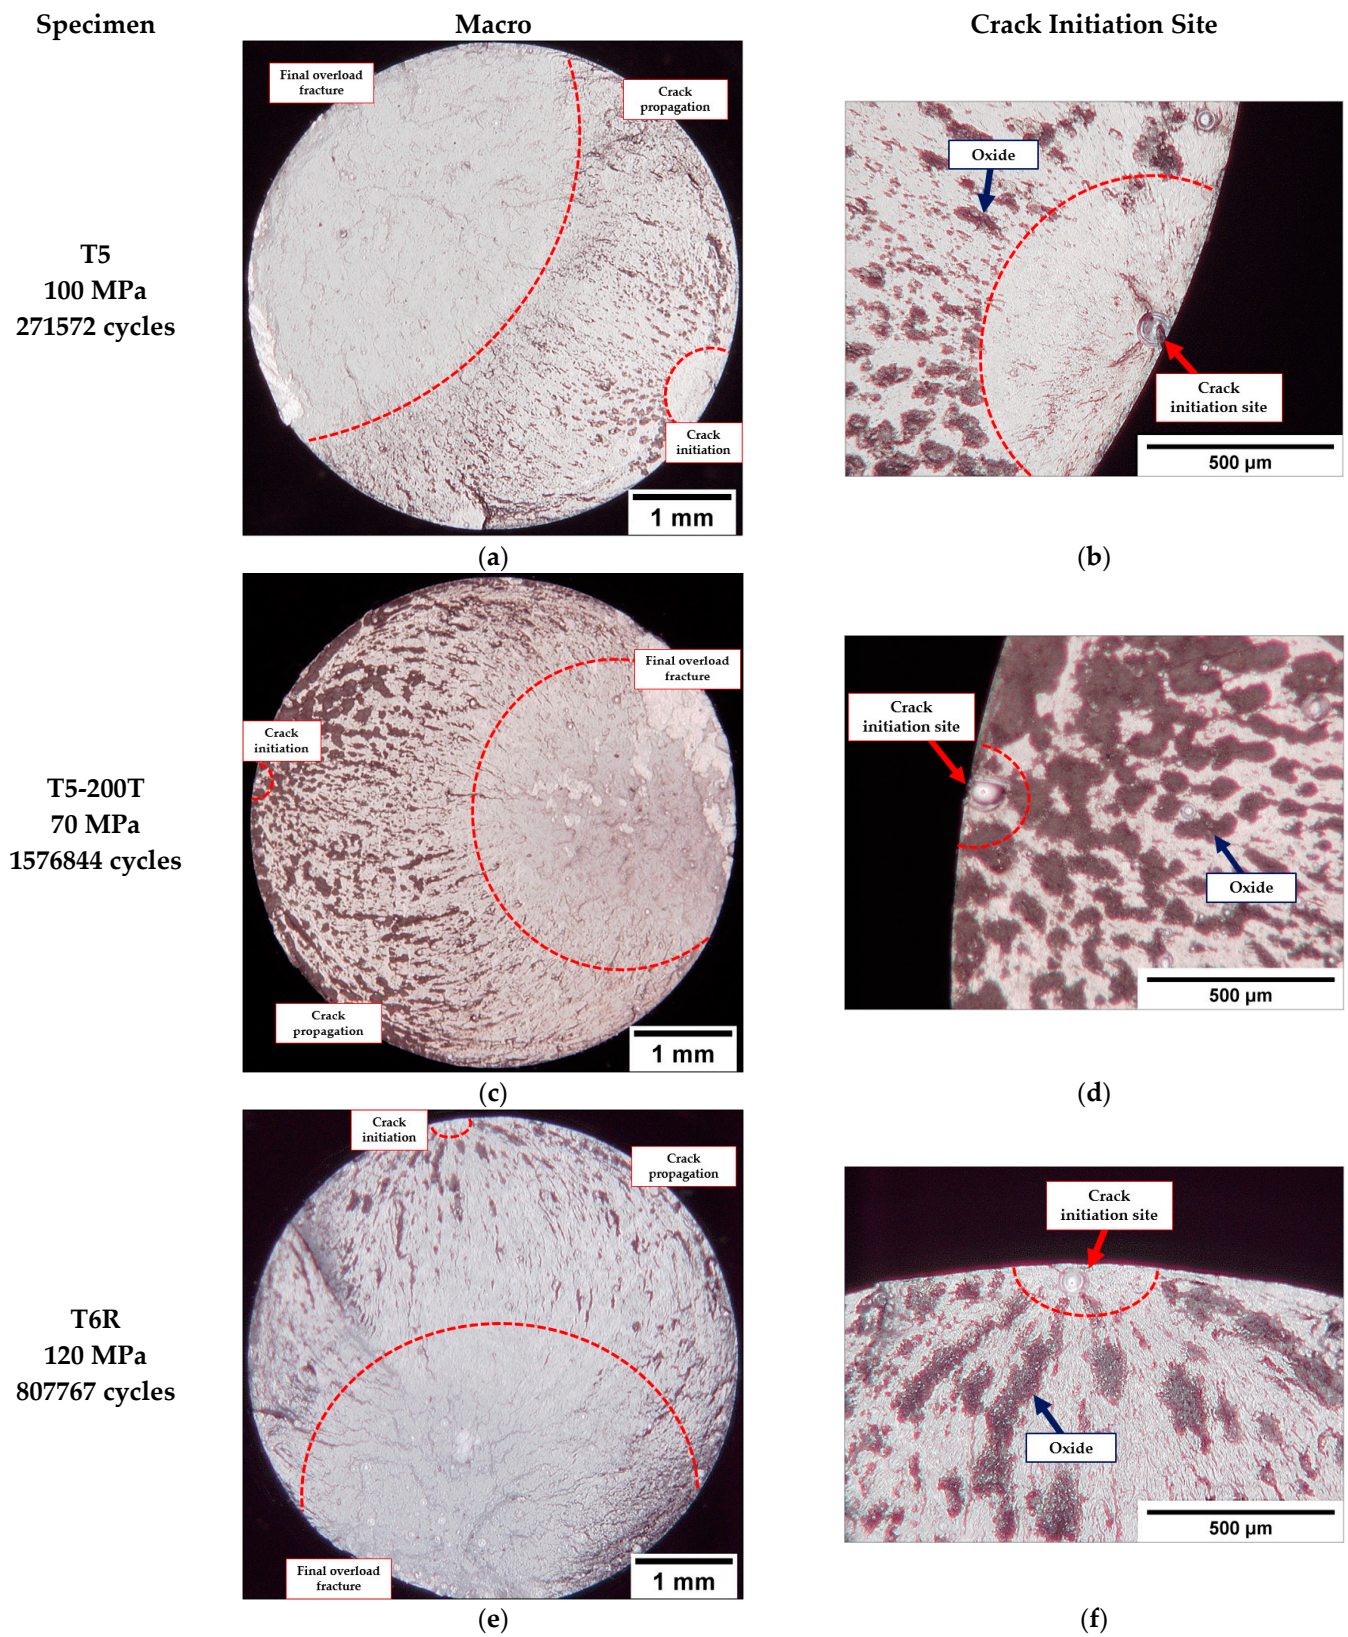 Specimen Macro Crack Initiation Site
T5
100 MPa
271572 cycles
Final overload
fracture
Crack
propagation
Crack
initiation
1 mm
Oxide
Crack
initiation site
500 µm
(a) (b)
T5-200T
70 MPa
1576844 cycles
Final overload
fracture
Crack
initiation
Crack
propagation
1 mm
Crack
initiation site
Oxide
500 µm
(c) (d)
T6R
120 MPa
807767 cycles
Crack
initiation
Crack
propagation
Final overload
fracture
1 mm
Crack
initiation site
Oxide
500 µm
(e) (f)